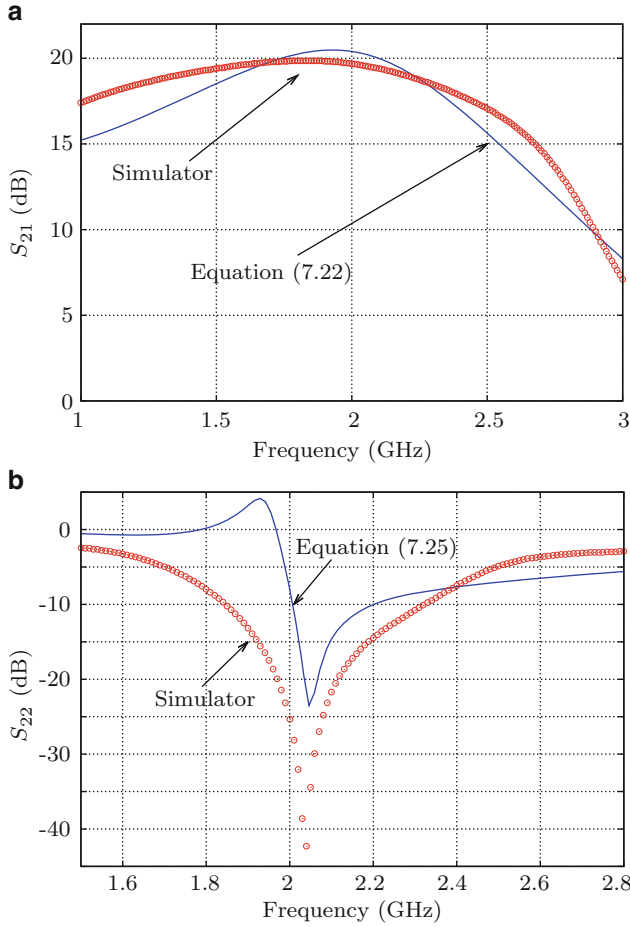 a
20
15
10
5
0
S21 (dB)
Simulator
Equation (7.22)
1 1.5 2 2.5 3
Frequency (GHz)
b
0
-10
-20
-30
-40
S22 (dB)
Equation (7.25)
Simulator
1.6 1.8 2 2.2 2.4 2.6 2.8
Frequency (GHz)